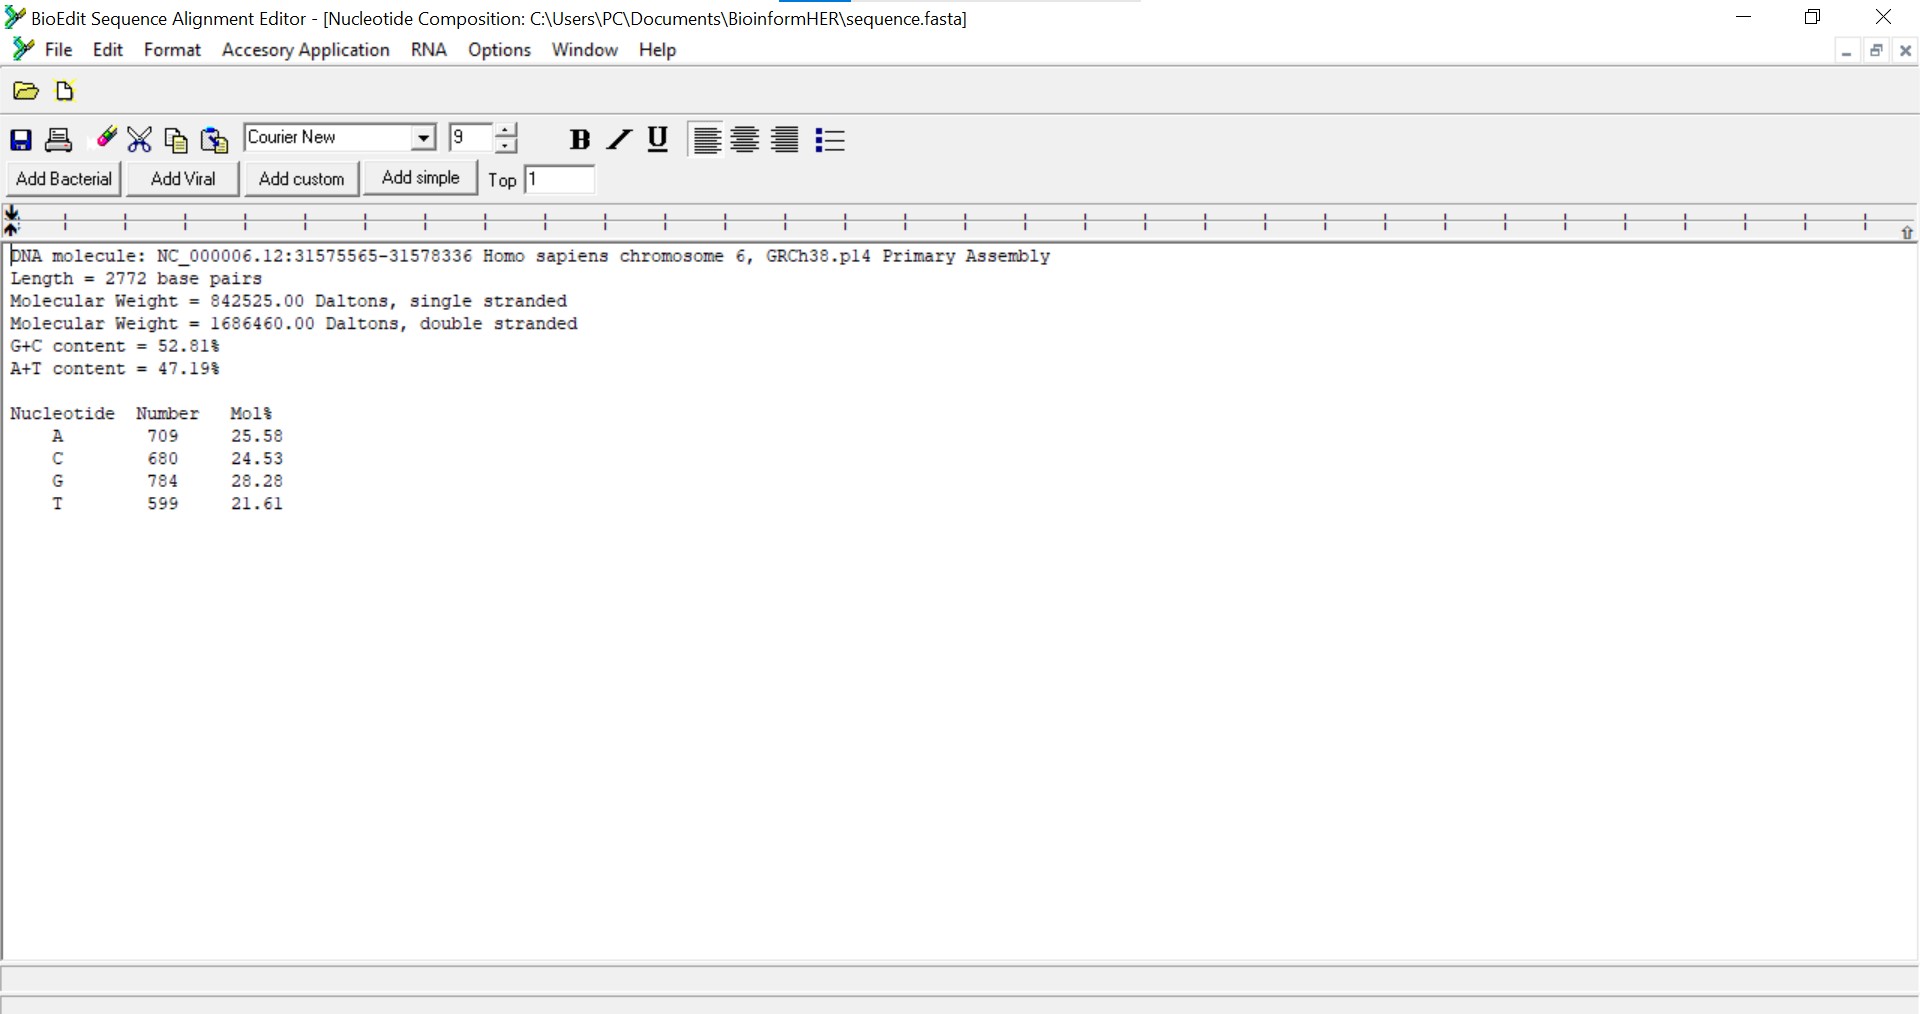 BioEdit Sequence Alignment Editor - [Nucleotide Composition: C:\Users\PC\Documents\BioinformHER\sequence.fasta]
File Edit Format Accesory Application RNA Options Window Help
Courier New 9 B I U
Add Bacterial Add Viral Add custom Add simple Top 1
DNA molecule: NC_000006.12:31575565-31578336 Homo sapiens chromosome 6, GRCh38.p14 Primary Assembly
Length = 2772 base pairs
Molecular Weight = 842525.00 Daltons, single stranded
Molecular Weight = 1686460.00 Daltons, double stranded
G+C content = 52.81%
A+T content = 47.19%
Nucleotide Number Mol%
A 709 25.58
C 680 24.53
G 784 28.28
T 599 21.61